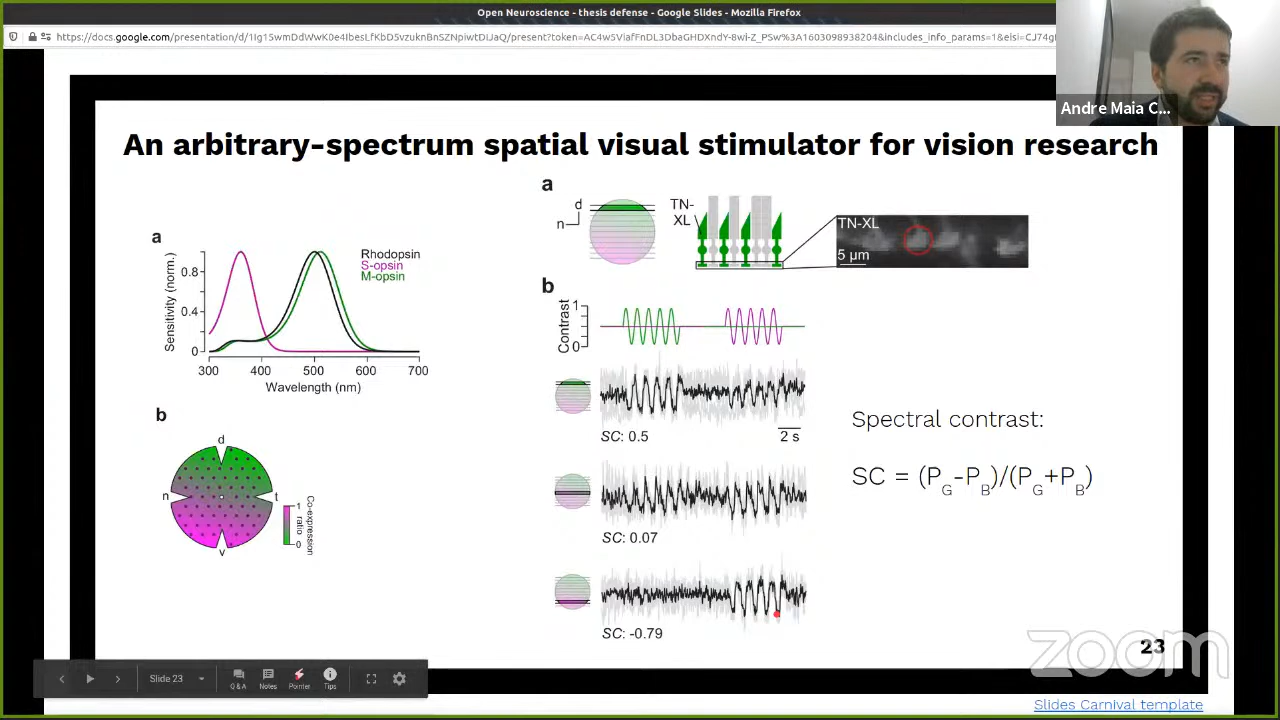 Open Neuroscience - thesis defense - Google Slides - Mozilla Firefox
Andre Maia C...
An arbitrary-spectrum spatial visual stimulator for vision research
a
Sensitivity (norm.)
0.8
0.4
0
300 400 500 600 700
Wavelength (nm)
Rhodopsin
S-opsin
M-opsin
b
d
n
t
v
1
0
Co-expression
ratio
a
d
n
TN-
XL
TN-XL
5 µm
b
Contrast
1
0
SC: 0.5
2 s
SC: 0.07
SC: -0.79
Spectral contrast:
SC = (PG-PB)/(PG+PB)
23
zoom
Slide 23
Q & A
Notes
Pointer
Tips
Slides Carnival template